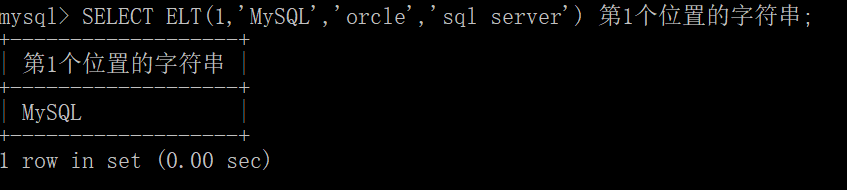 mysql> SELECT ELT(1,'MySQL','orcle','sql server') 第1个位置的字符串;
+-------------------+
| 第1个位置的字符串 |
+-------------------+
| MySQL             |
+-------------------+
1 row in set (0.00 sec)